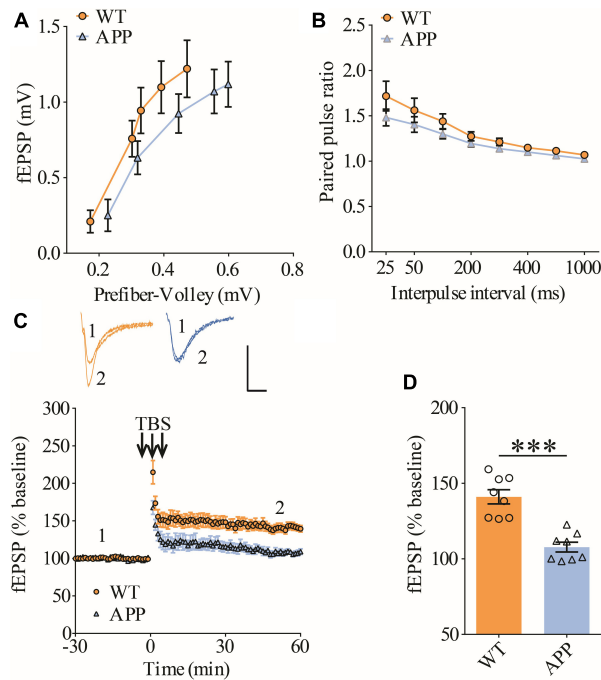 A
WT
APP
fEPSP (mV)
1.5
1.0
0.5
0.0
0.2 0.4 0.6 0.8
Prefiber-Volley (mV)
B
WT
APP
Paired pulse ratio
2.5
2.0
1.5
1.0
0.5
0.0
25 50 200 400 1000
Interpulse interval (ms)
C
1
2
1
2
fEPSP (% baseline)
300
250
200
150
100
50
0
TBS
1
2
WT
APP
-30 0 30 60
Time (min)
D
fEPSP (% baseline)
200
150
100
50
***
WT APP